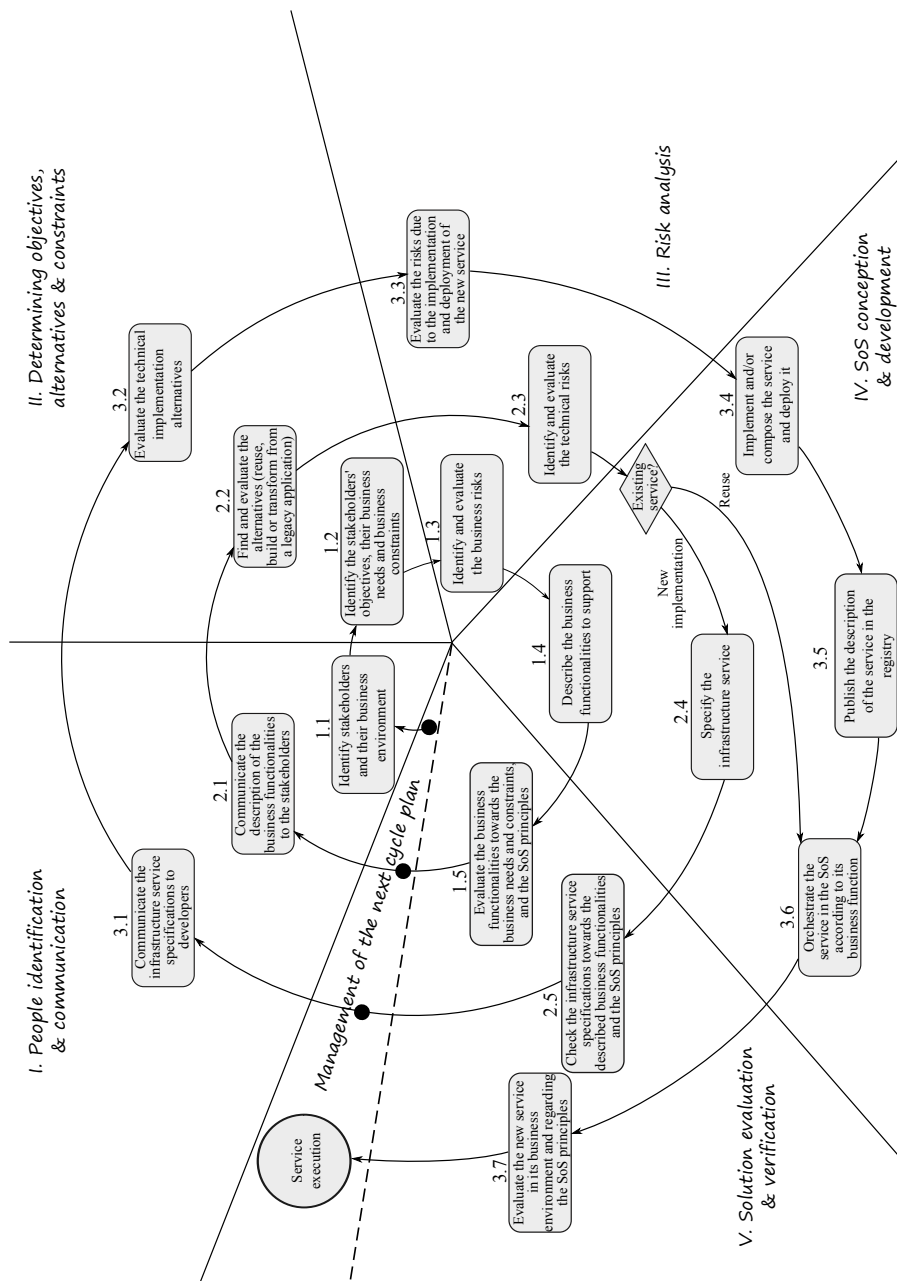 I. People identification
& communication
II. Determining objectives,
alternatives & constraints
III. Risk analysis
IV. SoS conception
& development
V. Solution evaluation
& verification
Management of the next cycle plan
1.1
Identify stakeholders
and their business
environment
1.2
Identify the stakeholders'
objectives, their business
needs and business
constraints
1.3
Identify and evaluate
the business risks
1.4
Describe the business
functionalities to support
1.5
Evaluate the business
functionalities towards the
business needs and constraints,
and the SoS principles
2.1
Communicate the
description of the
business functionalities
to the stakeholders
2.2
Find and evaluate the
alternatives (reuse,
build or transform from
a legacy application)
2.3
Identify and evaluate
the technical risks
Existing
service?
New
implementation
Reuse
2.4
Specify the
infrastructure service
2.5
Check the infrastructure service
specifications towards the
described business functionalities
and the SoS principles
3.1
Communicate the
infrastructure service
specifications to
developers
3.2
Evaluate the technical
implementation
alternatives
3.3
Evaluate the risks due
to the implementation
and deployment of
the new service
3.4
Implement and/or
compose the service
and deploy it
3.5
Publish the description
of the service in the
registry
3.6
Orchestrate the
service in the SoS
according to its
business function
3.7
Evaluate the new service
in its business
environment and regarding
the SoS principles
Service
execution